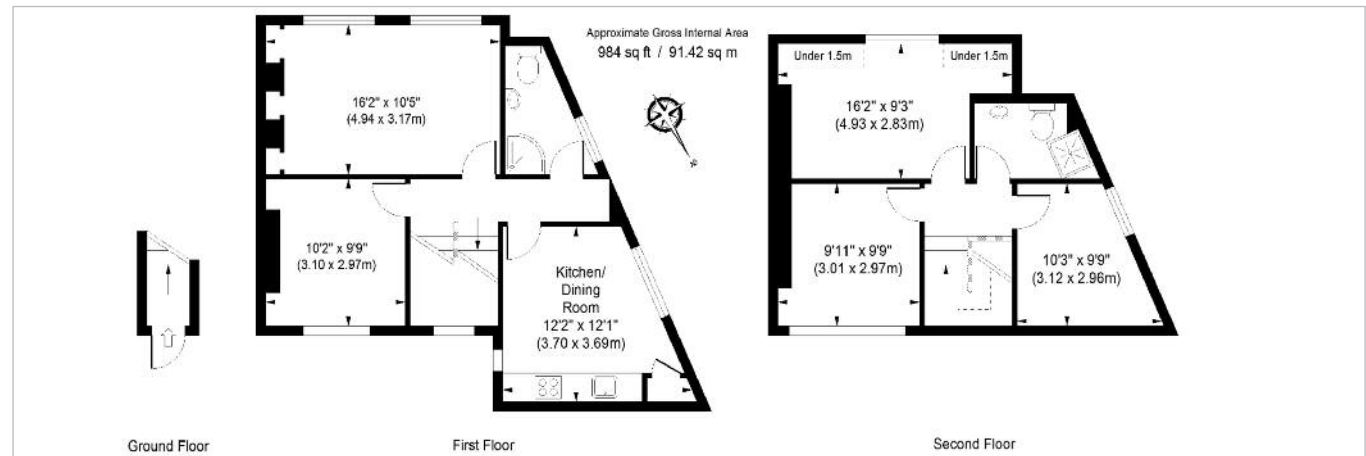 Approximate Gross Internal Area
984 sq ft / 91.42 sq m
16'2" x 10'5"
(4.94 x 3.17m)
10'2" x 9'9"
(3.10 x 2.97m)
Kitchen/
Dining
Room
12'2" x 12'1"
(3.70 x 3.69m)
Under 1.5m
Under 1.5m
16'2" x 9'3"
(4.93 x 2.83m)
9'11" x 9'9"
(3.01 x 2.97m)
10'3" x 9'9"
(3.12 x 2.96m)
Ground Floor
First Floor
Second Floor